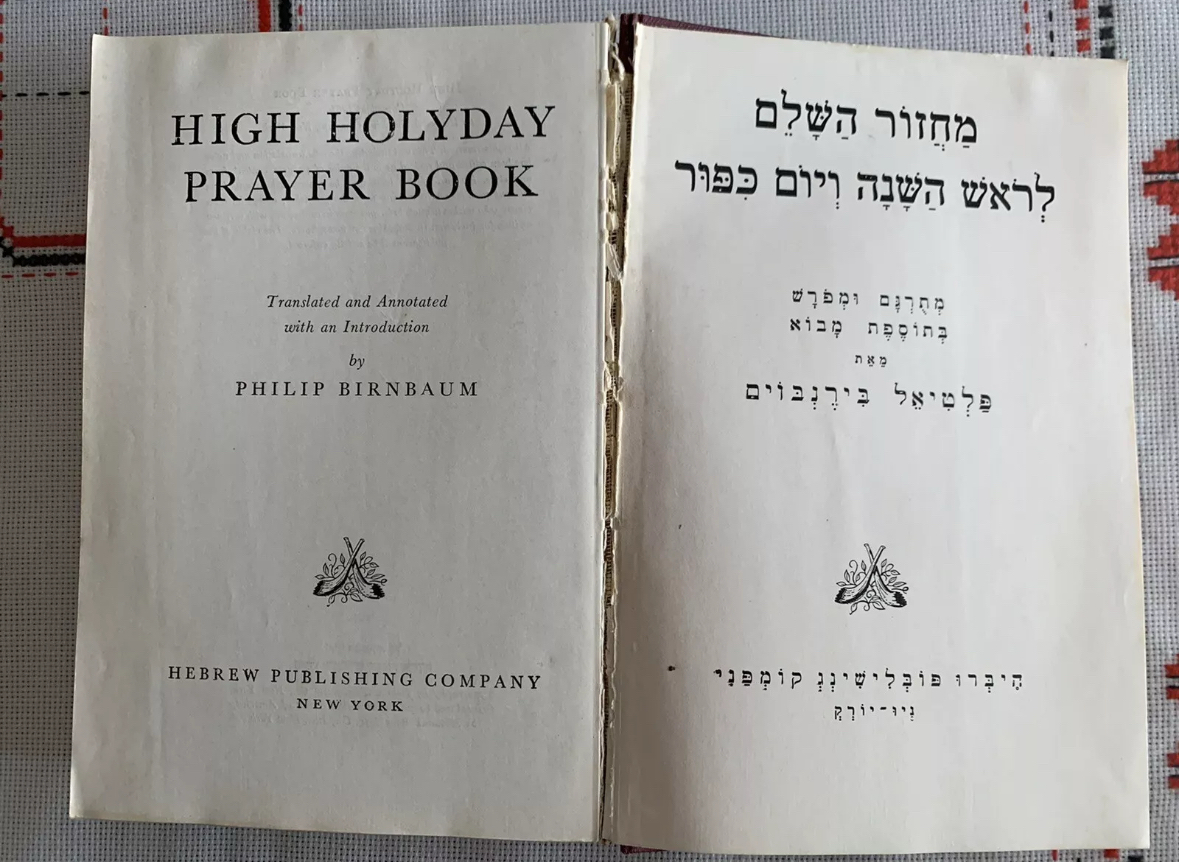 HIGH HOLYDAY
PRAYER BOOK
Translated and Annotated
with an Introduction
by
PHILIP BIRNBAUM
HEBREW PUBLISHING COMPANY
NEW YORK
מַחֲזוֹר הַשָּׁלֵם
לְרֹאשׁ הַשָּׁנָה וְיוֹם כִּפּוּר
מְתֻרְגָּם וּמְפֹרָשׁ
בְּתוֹסֶפֶת מָבוֹא
מֵאֵת
פַּלְטִיאֵל בִּירֶנְבּוֹים
הִיבְּרוּ פּוֹבְּלִישִׁינְגְ קוֹמְפַּנִי
נְיוּ־יוֹרְק